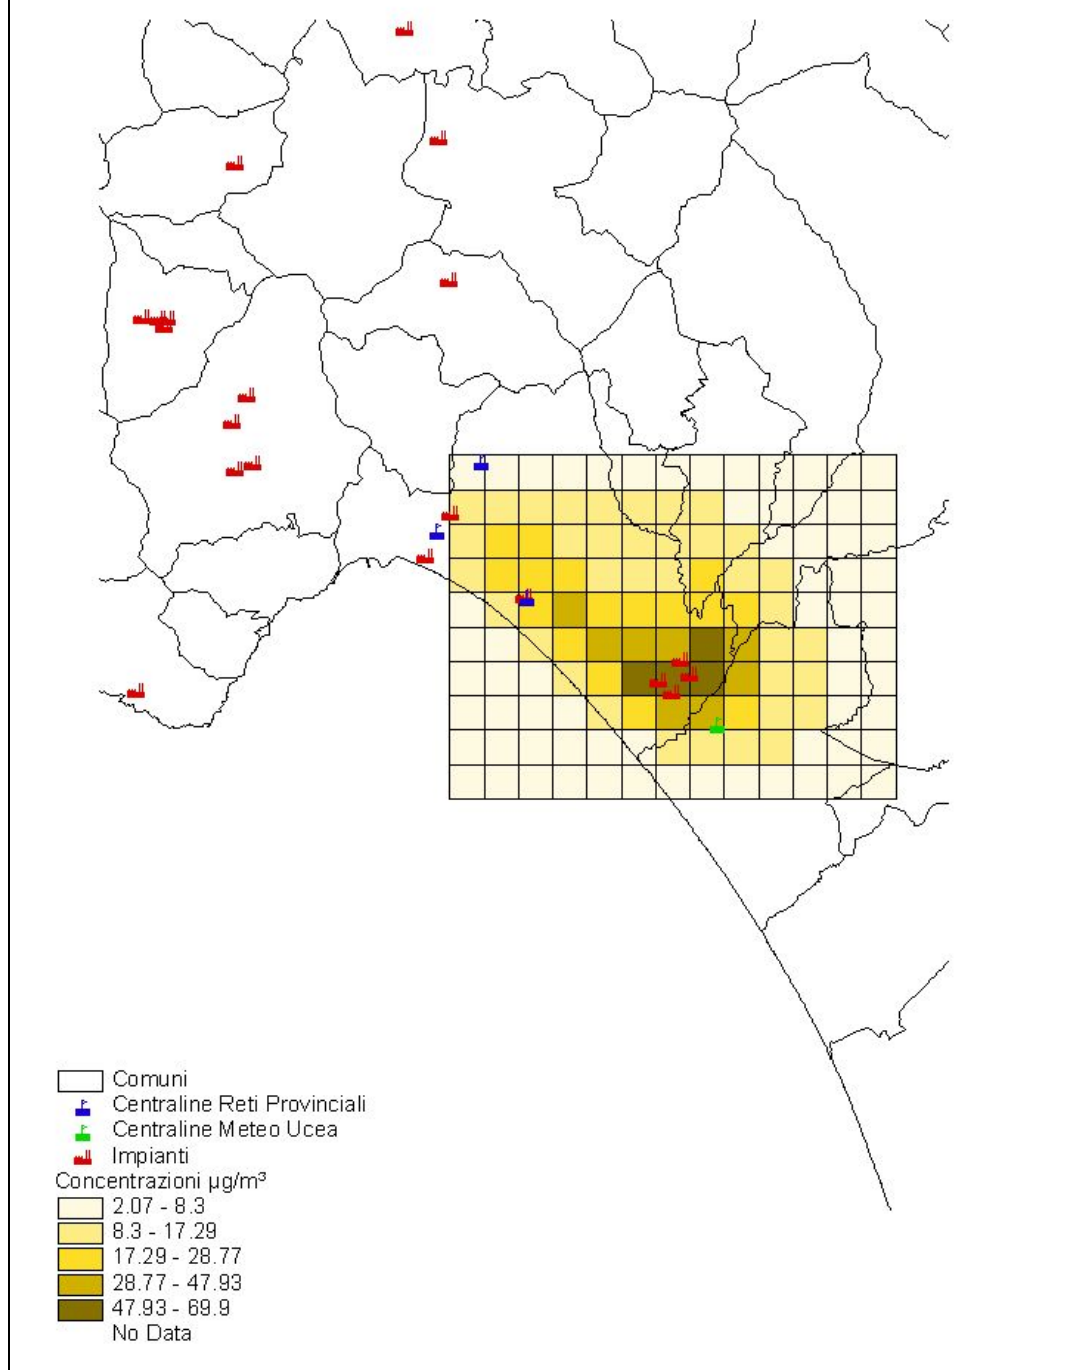 Comuni
Centraline Reti Provinciali
Centraline Meteo Ucea
Impianti
Concentrazioni µg/m³
2.07 - 8.3
8.3 - 17.29
17.29 - 28.77
28.77 - 47.93
47.93 - 69.9
No Data